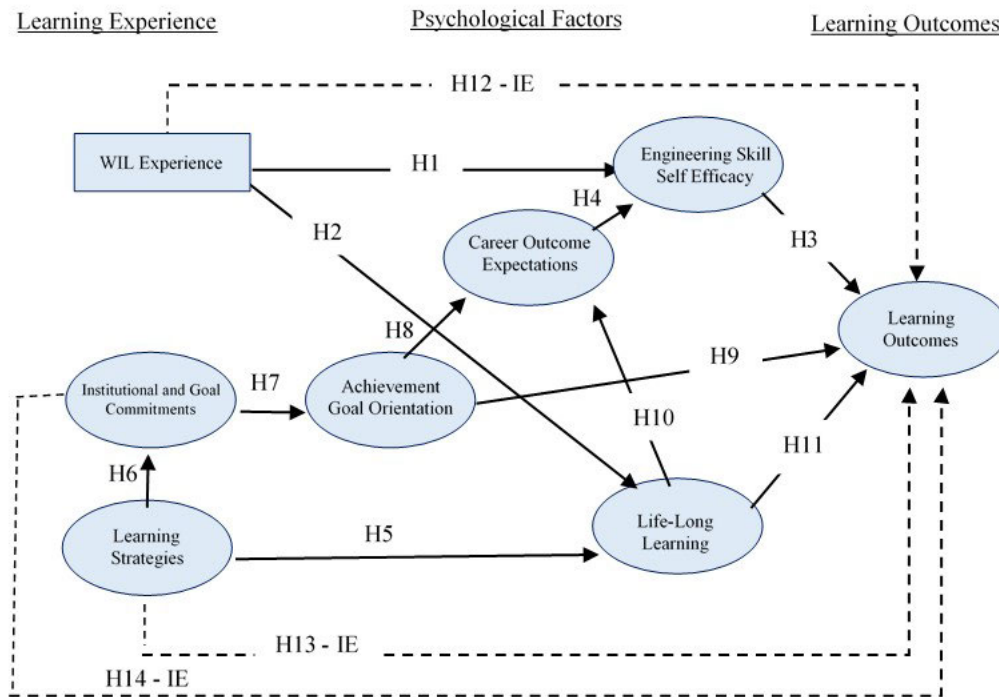 Learning Experience
Psychological Factors
Learning Outcomes
H12 - IE
WIL Experience
H1
Engineering Skill
Self Efficacy
H4
H2
Career Outcome
Expectations
H3
Learning
Outcomes
H8
H9
H7
Institutional and Goal
Commitments
Achievement
Goal Orientation
H10
H11
H6
Learning
Strategies
H5
Life-Long
Learning
H13 - IE
H14 - IE